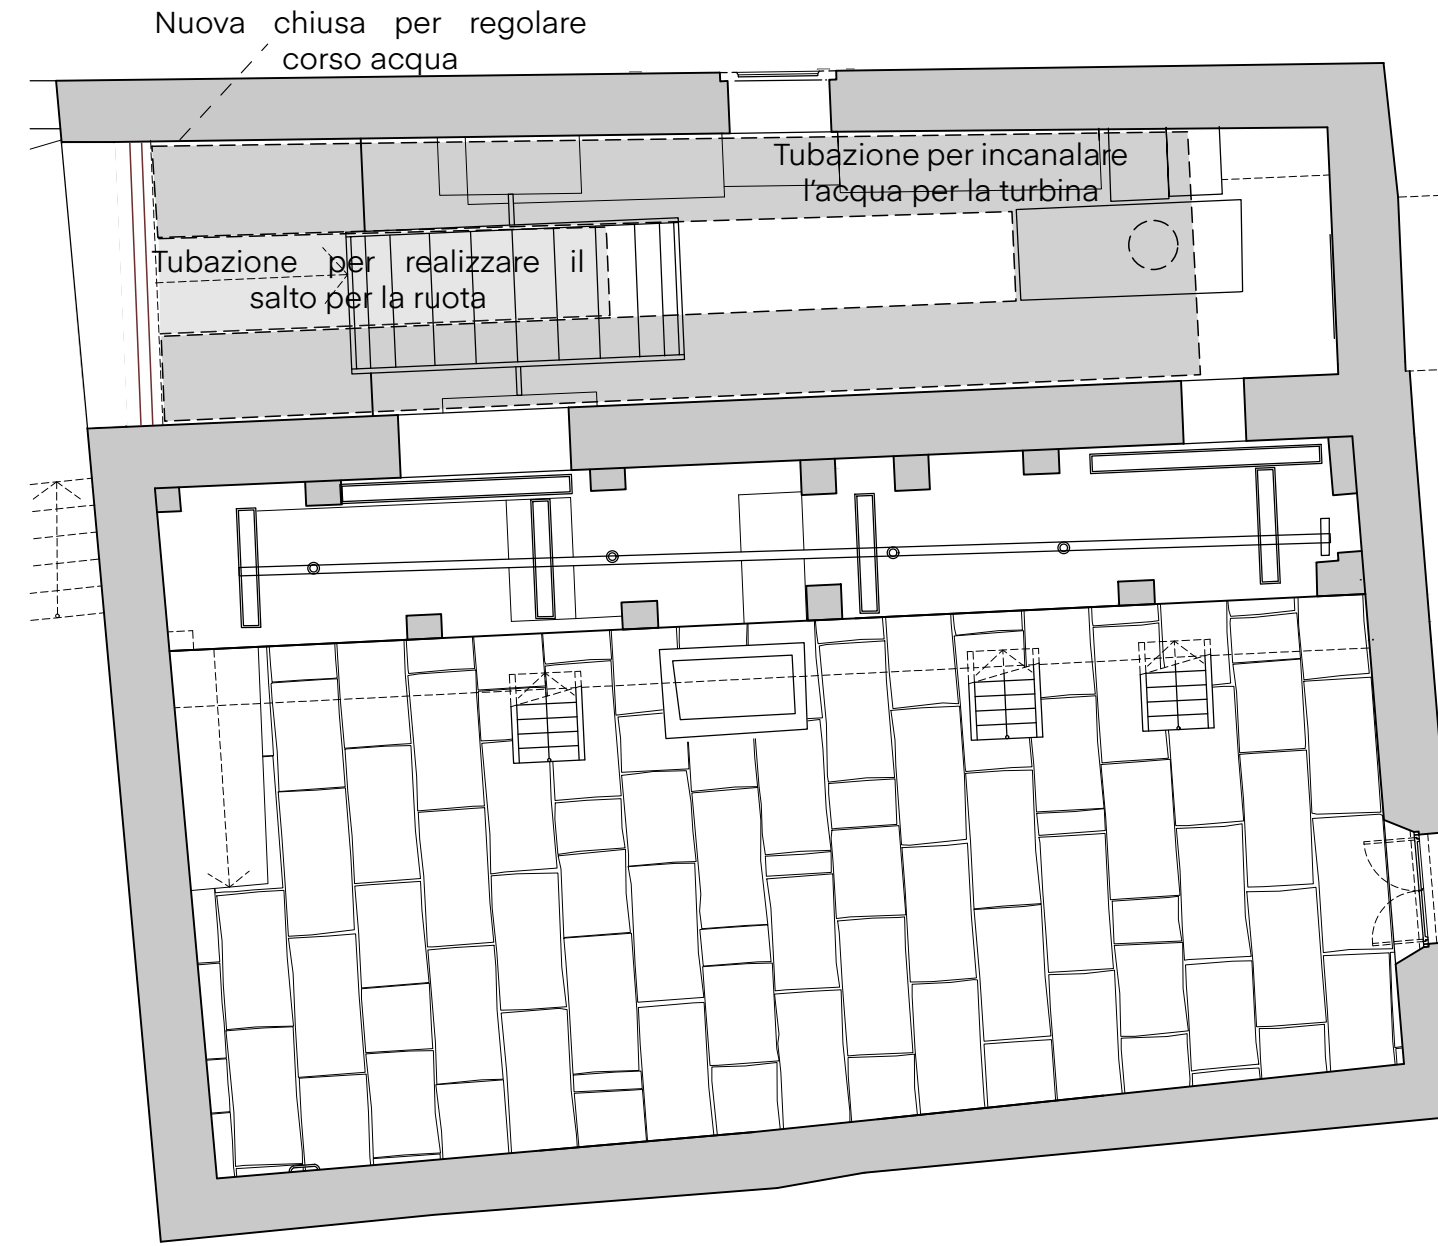 Nuova chiusa per regolare
corso acqua
Tubazione per incanalare
l'acqua per la turbina
Tubazione per realizzare il
salto per la ruota